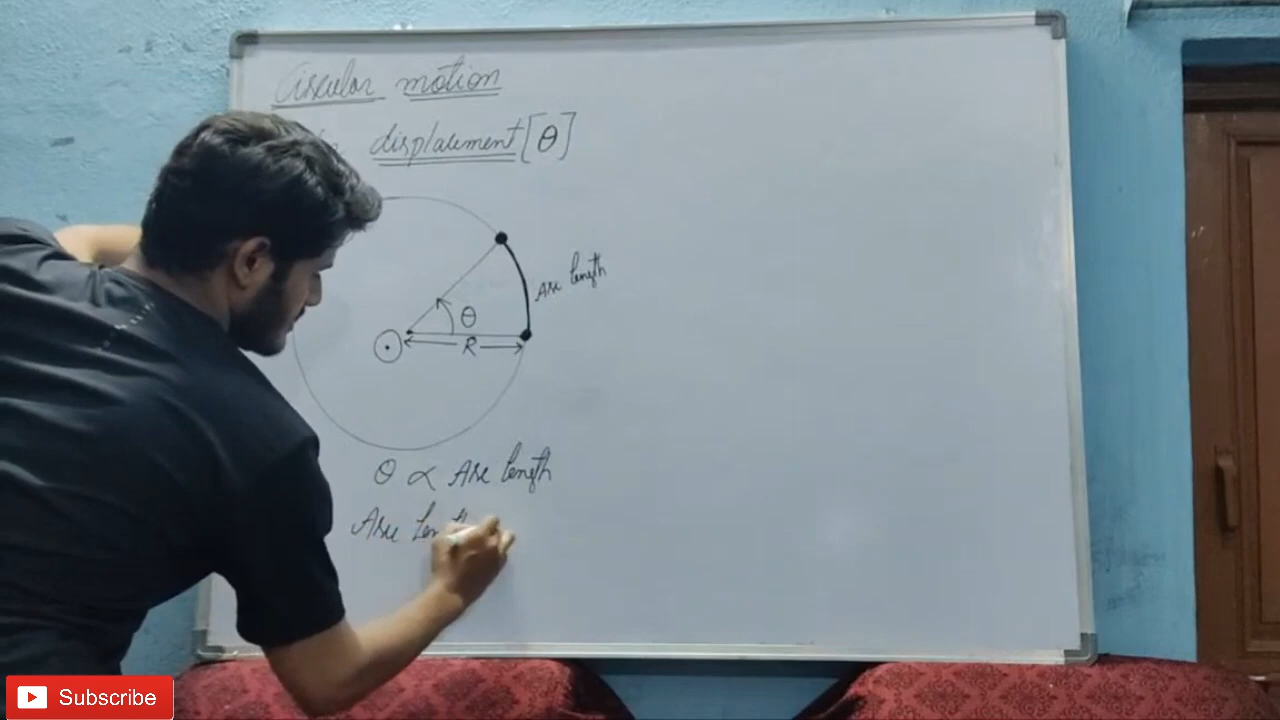 Circular motion
displacement [θ]
Arc length
θ
R
θ ∝ Arc length
Arc
Subscribe